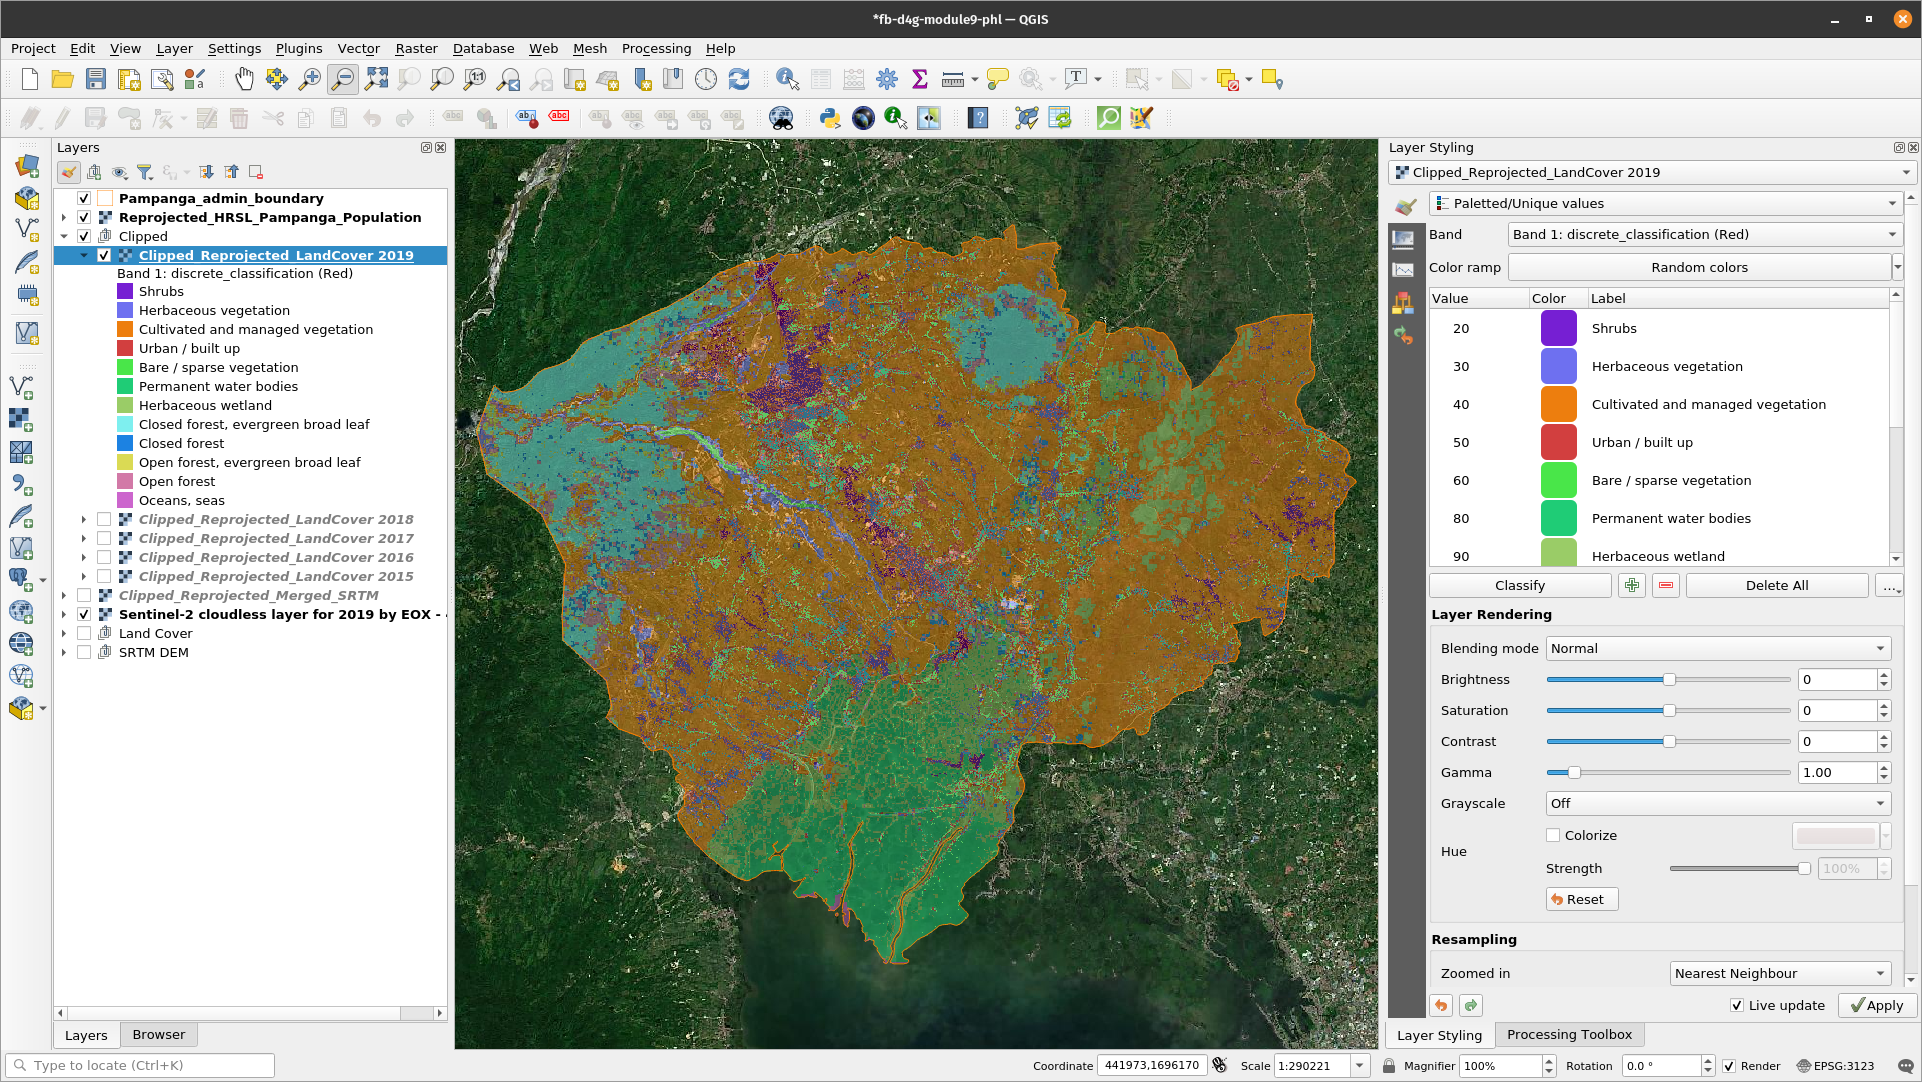 *fb-d4g-module9-phl — QGIS
Project Edit View Layer Settings Plugins Vector Raster Database Web Mesh Processing Help
Layers
Pampanga_admin_boundary
Reprojected_HRSL_Pampanga_Population
Clipped
Clipped_Reprojected_LandCover 2019
Band 1: discrete_classification (Red)
Shrubs
Herbaceous vegetation
Cultivated and managed vegetation
Urban / built up
Bare / sparse vegetation
Permanent water bodies
Herbaceous wetland
Closed forest, evergreen broad leaf
Closed forest
Open forest, evergreen broad leaf
Open forest
Oceans, seas
Clipped_Reprojected_LandCover 2018
Clipped_Reprojected_LandCover 2017
Clipped_Reprojected_LandCover 2016
Clipped_Reprojected_LandCover 2015
Clipped_Reprojected_Merged_SRTM
Sentinel-2 cloudless layer for 2019 by EOX -
Land Cover
SRTM DEM
Layers Browser
Layer Styling
Clipped_Reprojected_LandCover 2019
Paletted/Unique values
Band Band 1: discrete_classification (Red)
Color ramp Random colors
Value Color Label
20 Shrubs
30 Herbaceous vegetation
40 Cultivated and managed vegetation
50 Urban / built up
60 Bare / sparse vegetation
80 Permanent water bodies
90 Herbaceous wetland
Classify Delete All ...
Layer Rendering
Blending mode Normal
Brightness 0
Saturation 0
Contrast 0
Gamma 1.00
Grayscale Off
Hue
Colorize
Strength 100%
Reset
Resampling
Zoomed in Nearest Neighbour
Live update Apply
Layer Styling Processing Toolbox
Type to locate (Ctrl+K) Coordinate 441973,1696170 Scale 1:290221 Magnifier 100% Rotation 0.0 ° Render EPSG:3123